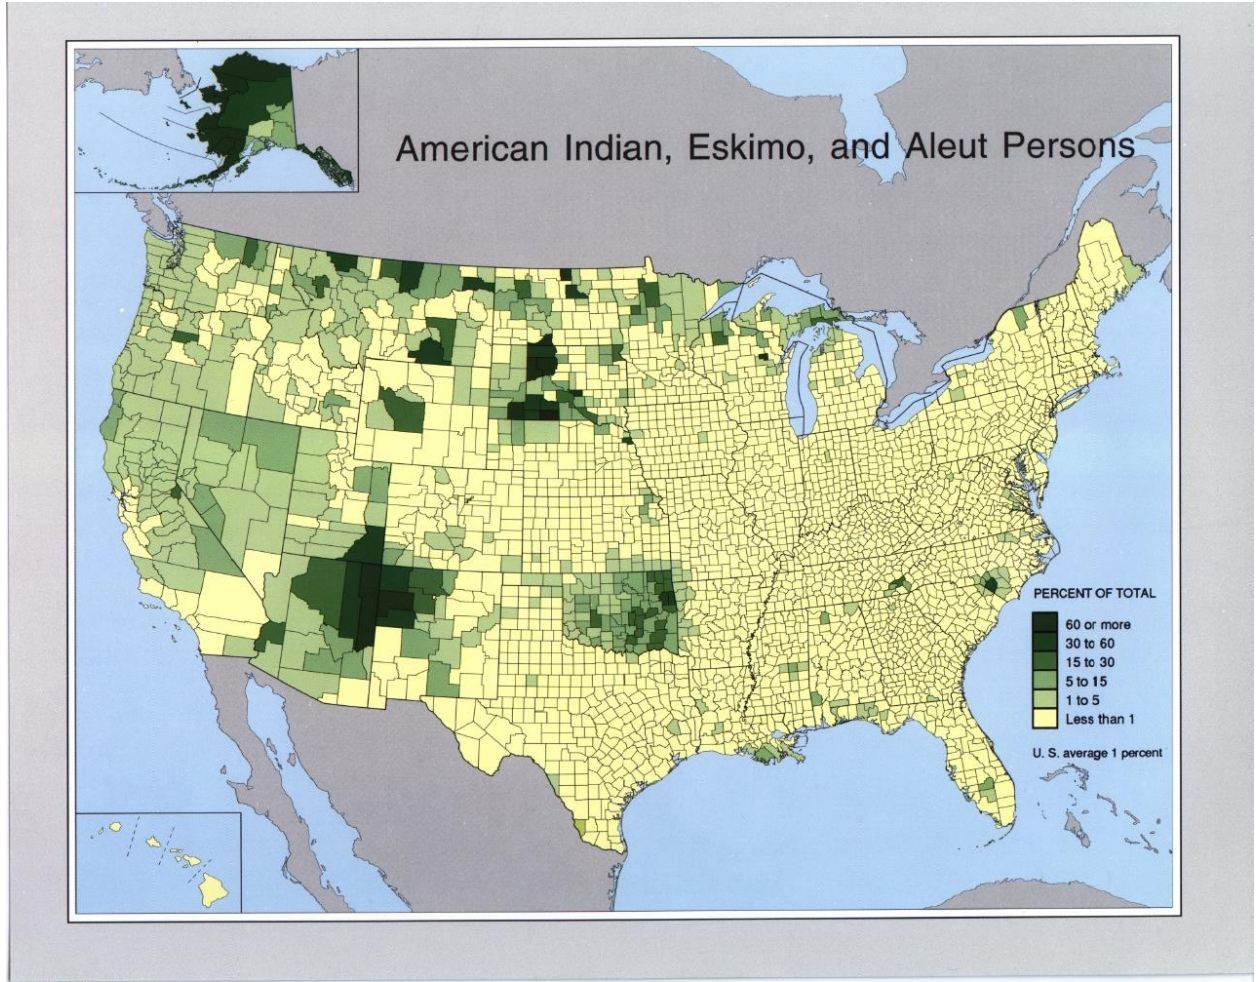 American Indian, Eskimo, and Aleut Persons
PERCENT OF TOTAL
60 or more
30 to 60
15 to 30
5 to 15
1 to 5
Less than 1
U. S. average 1 percent